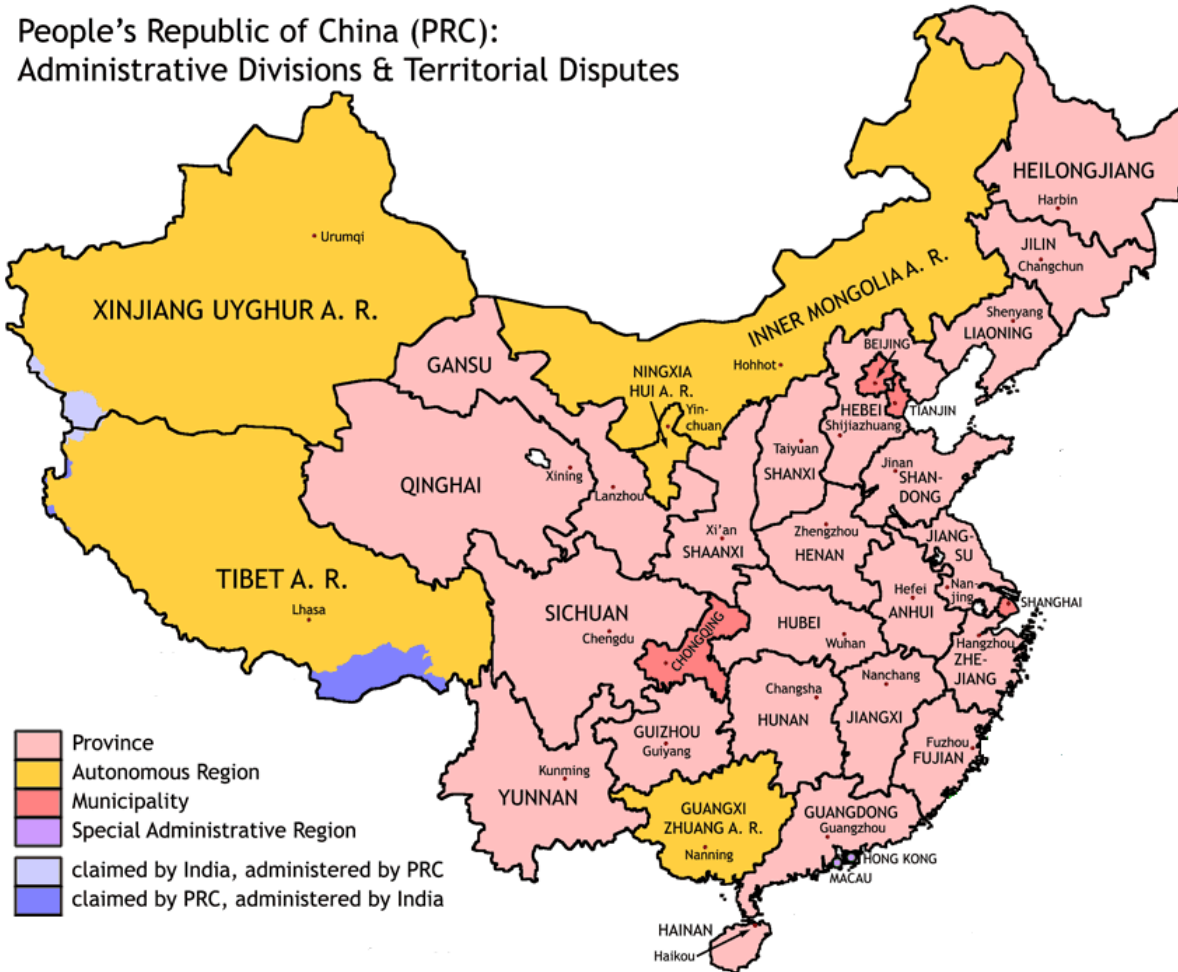 People's Republic of China (PRC):
Administrative Divisions & Territorial Disputes
HEILONGJIANG
Harbin
JILIN
Changchun
Urumqi
XINJIANG UYGHUR A. R.
INNER MONGOLIA A. R.
Shenyang
LIAONING
BEIJING
GANSU
Hohhot
NINGXIA
HUI A. R.
Yin-
chuan
HEBEI
TIANJIN
Shijiazhuang
Taiyuan
SHANXI
Jinan
SHAN-
DONG
QINGHAI
Xining
Lanzhou
Xi'an
SHAANXI
Zhengzhou
HENAN
JIANG-
SU
TIBET A. R.
Lhasa
Nan-
jing
Hefei
ANHUI
SHANGHAI
SICHUAN
Chengdu
CHONGQING
HUBEI
Wuhan
Hangzhou
ZHE-
JIANG
Changsha
HUNAN
Nanchang
JIANGXI
GUIZHOU
Guiyang
Fuzhou
FUJIAN
Kunming
YUNNAN
GUANGXI
ZHUANG A. R.
Nanning
GUANGDONG
Guangzhou
HONG KONG
MACAU
HAINAN
Haikou
Province
Autonomous Region
Municipality
Special Administrative Region
claimed by India, administered by PRC
claimed by PRC, administered by India